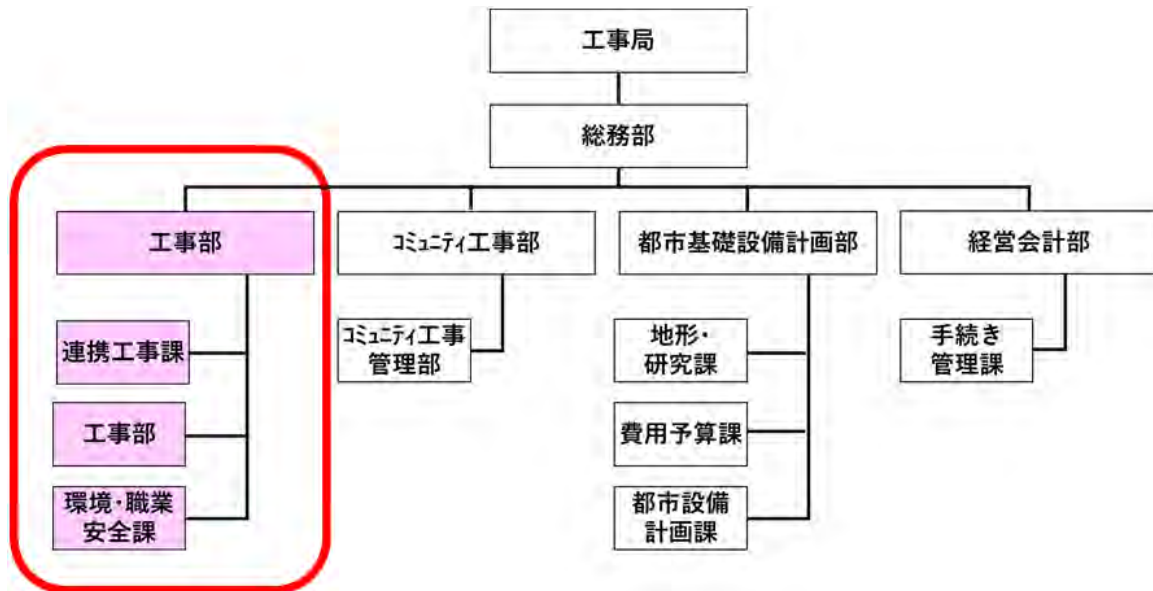 工事局
総務部
工事部
ｺﾐｭﾆﾃｨ工事部
都市基礎設備計画部
経営会計部
連携工事課
工事部
環境・職業
安全課
ｺﾐｭﾆﾃｨ工事
管理部
地形・
研究課
費用予算課
都市設備
計画課
手続き
管理課